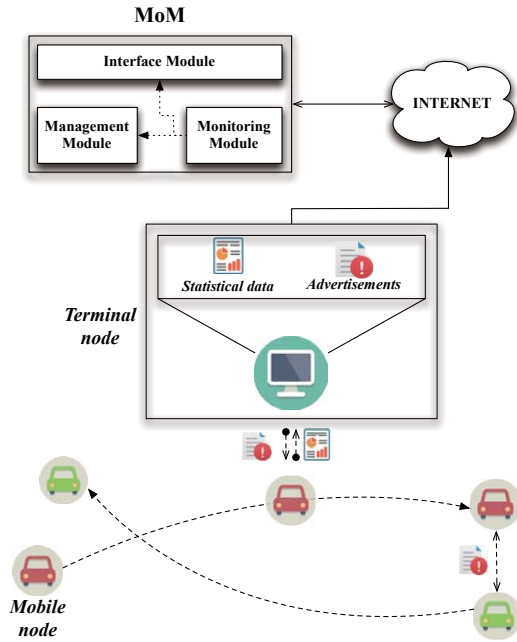 MoM
Interface Module
Management
Module
Monitoring
Module
INTERNET
Statistical data
Advertisements
Terminal
node
Mobile
node